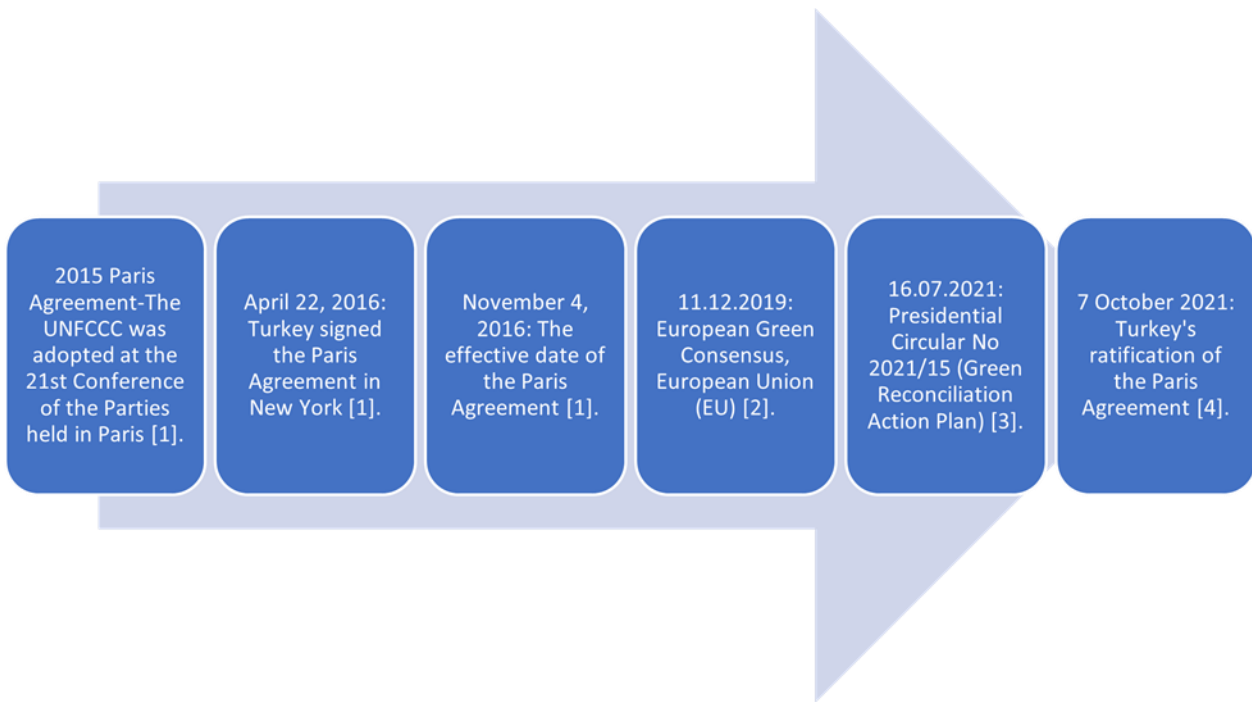 2015 Paris
Agreement-The
UNFCCC was
adopted at the
21st Conference
of the Parties
held in Paris [1].
April 22, 2016:
Turkey signed
the Paris
Agreement in
New York [1].
November 4,
2016: The
effective date of
the Paris
Agreement [1].
11.12.2019:
European Green
Consensus,
European Union
(EU) [2].
16.07.2021:
Presidential
Circular No
2021/15 (Green
Reconciliation
Action Plan) [3].
7 October 2021:
Turkey's
ratification of
the Paris
Agreement [4].